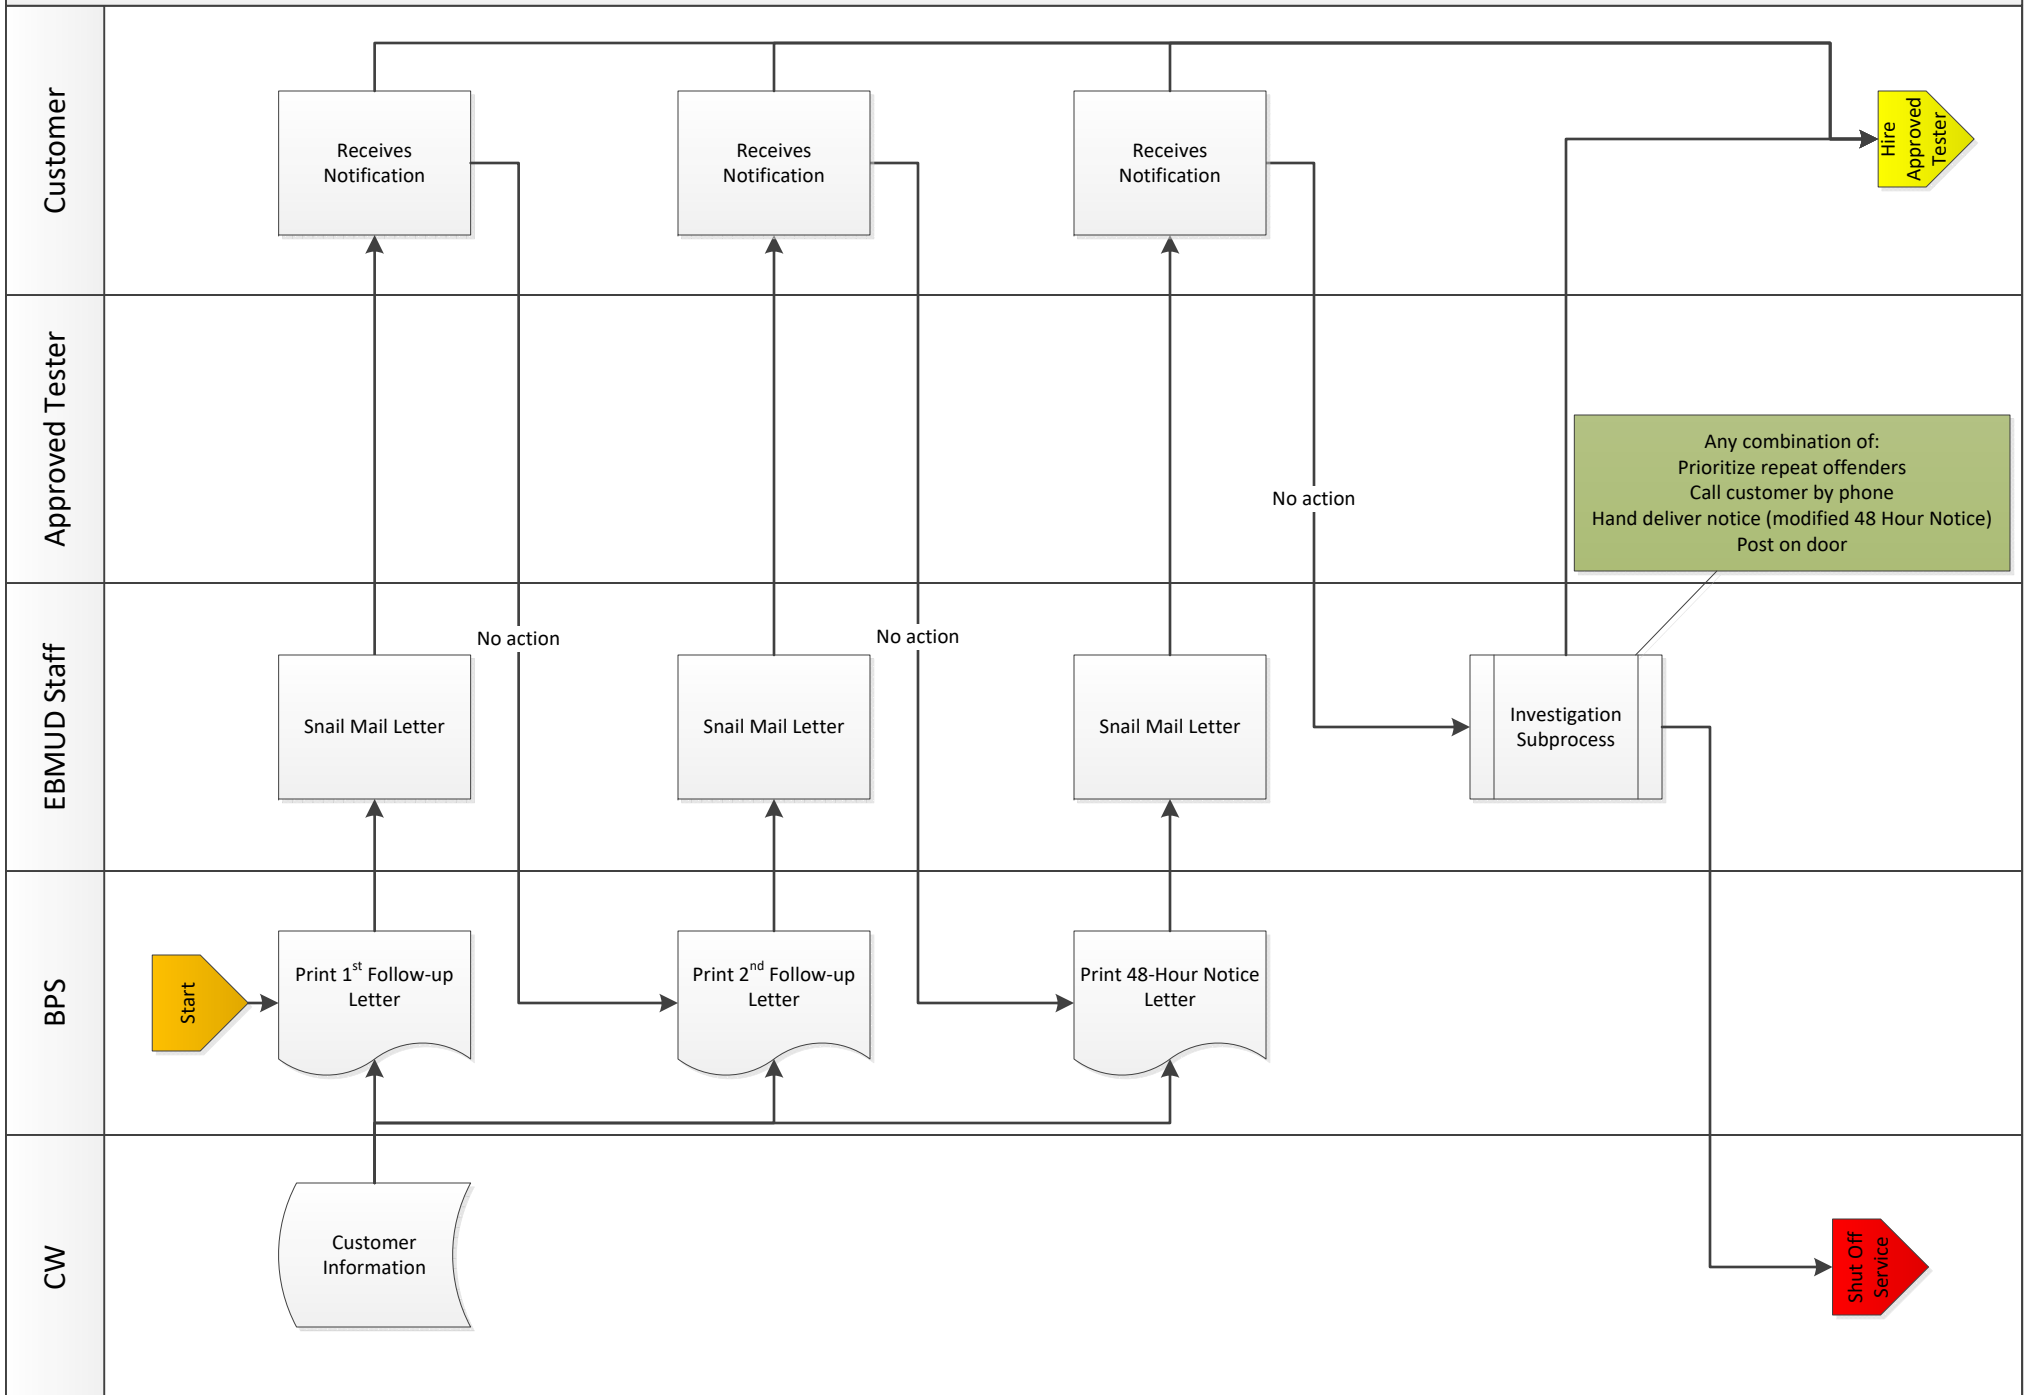 Customer
Receives
Notification
Receives
Notification
Receives
Notification
Hire
Approved
Tester
Approved Tester
No action
Any combination of:
Prioritize repeat offenders
Call customer by phone
Hand deliver notice (modified 48 Hour Notice)
Post on door
EBMUD Staff
No action
No action
Snail Mail Letter
Snail Mail Letter
Snail Mail Letter
Investigation
Subprocess
BPS
Start
Print 1st Follow-up
Letter
Print 2nd Follow-up
Letter
Print 48-Hour Notice
Letter
CW
Customer
Information
Shut Off
Service